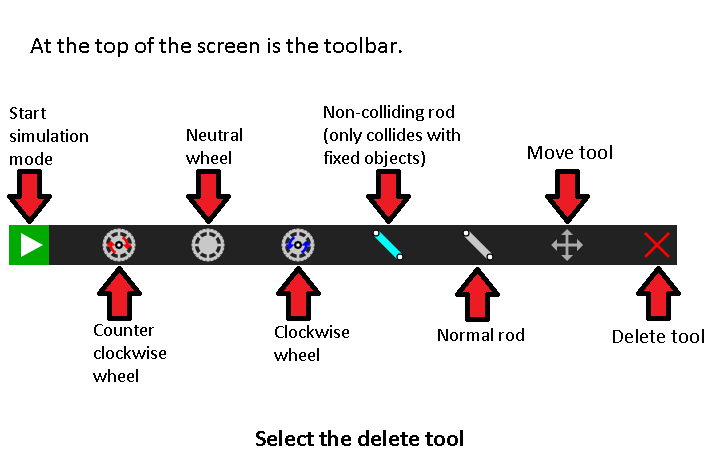 At the top of the screen is the toolbar.
Start
simulation
mode
Neutral
wheel
Non-colliding rod
(only collides with
fixed objects)
Move tool
Counter
clockwise
wheel
Clockwise
wheel
Normal rod
Delete tool
Select the delete tool